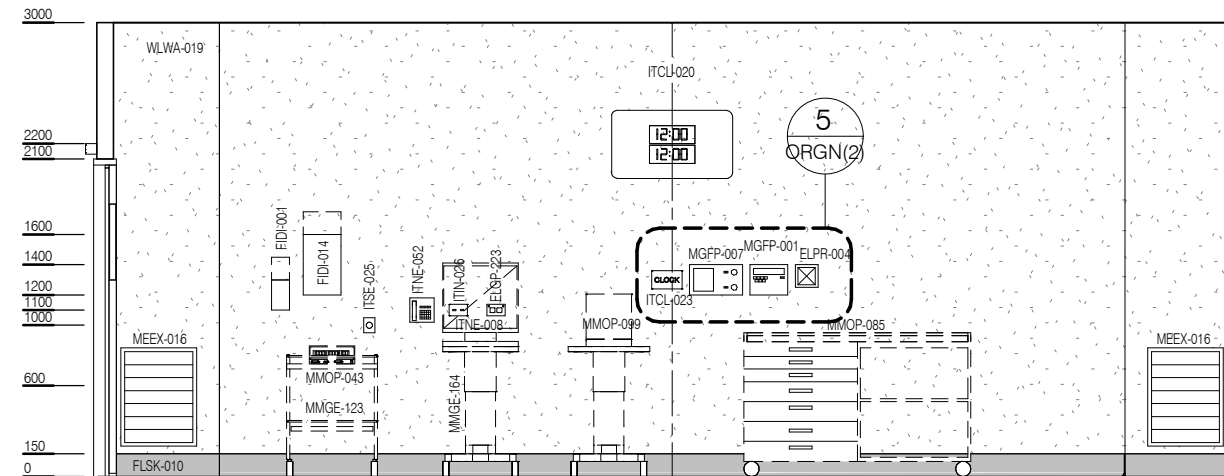 3000
WLWA-019
ITCL-020
5
ORGN(2)
12:00
12:00
2200
2100
1600
1400
1200
1100
1000
600
150
0
FIDI-001
FIDI-014
ITSE-025
ITNE-052
ITIN-026
ELGP-223
ITNE-008
MMOP-099
MGFP-007
MGFP-001
ELPR-004
CLOCK
ITCL-023
MMOP-085
MEEX-016
MEEX-016
MMOP-043
MMGE-123
MMGE-164
FLSK-010